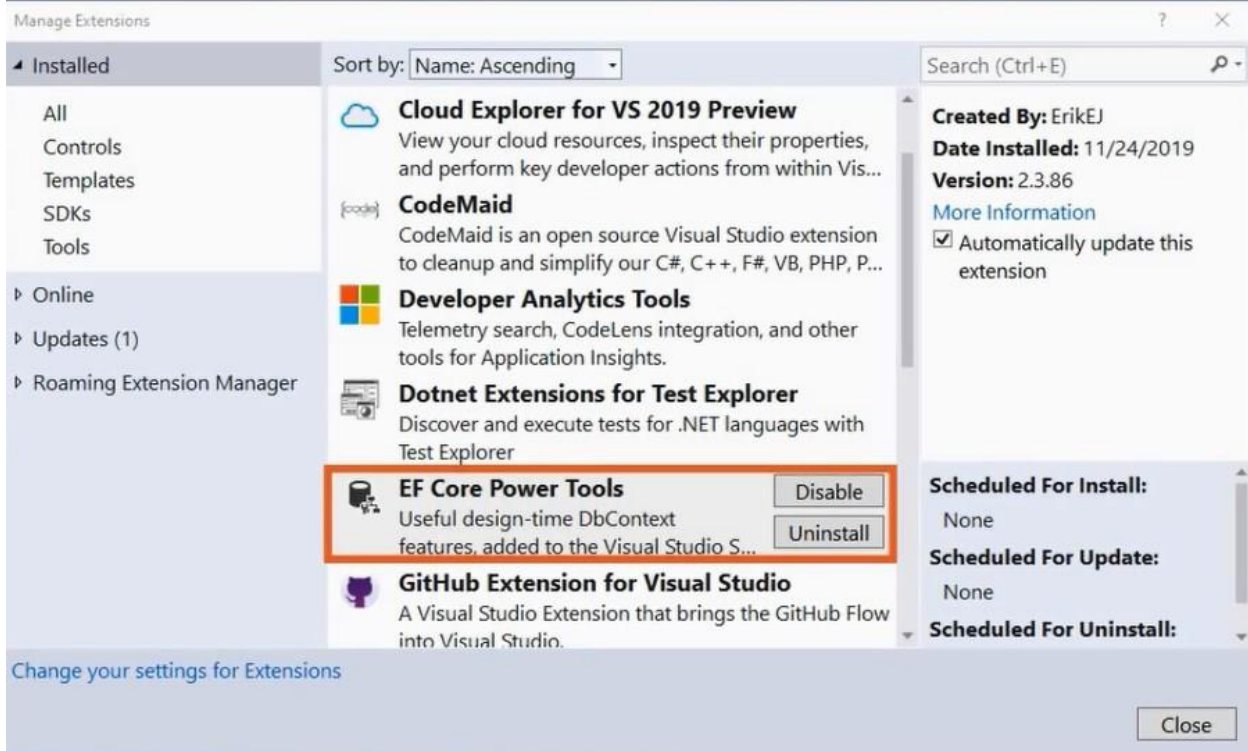 Manage Extensions
?
Installed
All
Controls
Templates
SDKs
Tools
Online
Updates (1)
Roaming Extension Manager
Sort by: Name: Ascending
Cloud Explorer for VS 2019 Preview
View your cloud resources, inspect their properties,
and perform key developer actions from within Vis...
{code}
CodeMaid
CodeMaid is an open source Visual Studio extension
to cleanup and simplify our C#, C++, F#, VB, PHP, P...
Developer Analytics Tools
Telemetry search, CodeLens integration, and other
tools for Application Insights.
Dotnet Extensions for Test Explorer
Discover and execute tests for .NET languages with
Test Explorer
EF Core Power Tools
Useful design-time DbContext
features, added to the Visual Studio S...
Disable
Uninstall
GitHub Extension for Visual Studio
A Visual Studio Extension that brings the GitHub Flow
into Visual Studio.
Search (Ctrl+E)
Created By: ErikEJ
Date Installed: 11/24/2019
Version: 2.3.86
More Information
Automatically update this
extension
Scheduled For Install:
None
Scheduled For Update:
None
Scheduled For Uninstall:
Change your settings for Extensions
Close